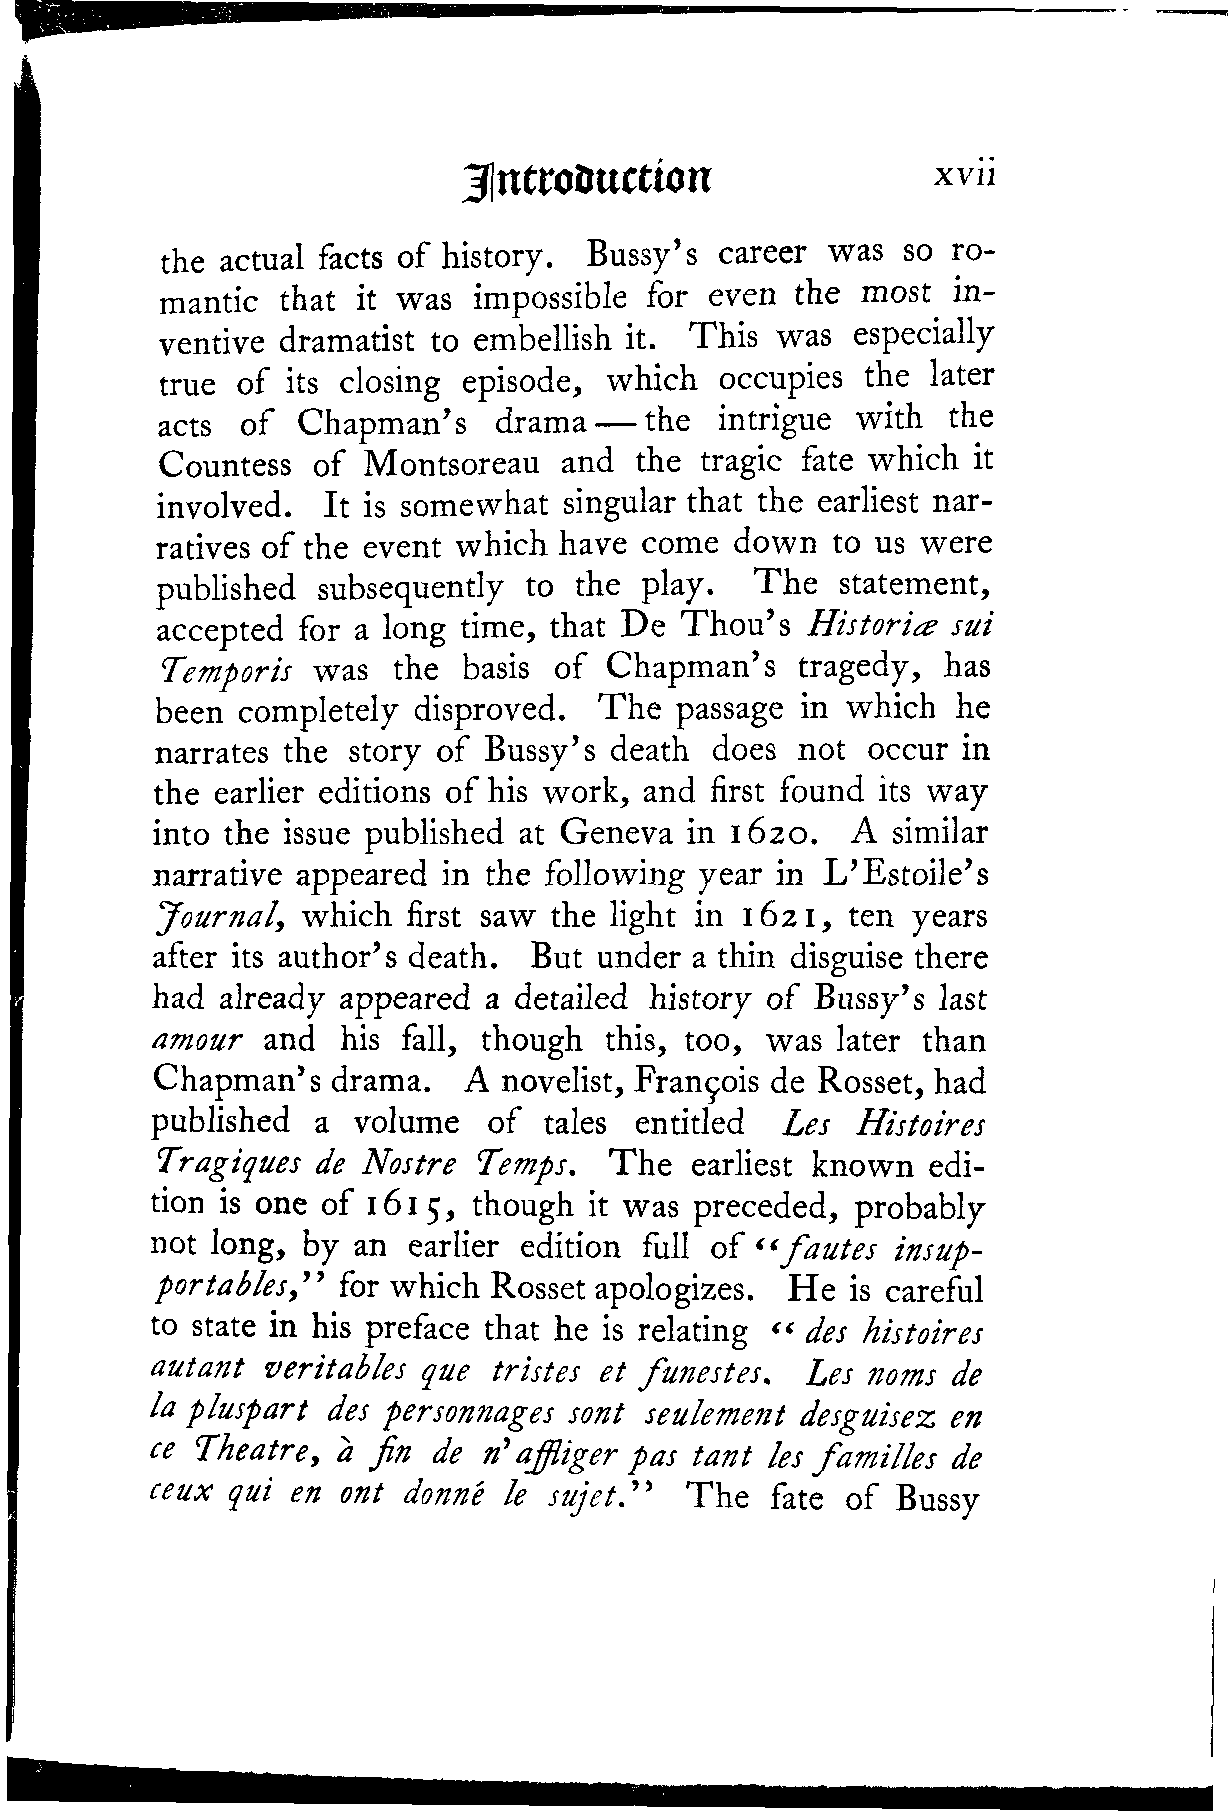 Introduction xvii
the actual facts of history. Bussy's career was so ro-
mantic that it was impossible for even the most in-
ventive dramatist to embellish it. This was especially
true of its closing episode, which occupies the later
acts of Chapman's drama — the intrigue with the
Countess of Montsoreau and the tragic fate which it
involved. It is somewhat singular that the earliest nar-
ratives of the event which have come down to us were
published subsequently to the play. The statement,
accepted for a long time, that De Thou's Historiæ sui
Temporis was the basis of Chapman's tragedy, has
been completely disproved. The passage in which he
narrates the story of Bussy's death does not occur in
the earlier editions of his work, and first found its way
into the issue published at Geneva in 1620. A similar
narrative appeared in the following year in L'Estoile's
Journal, which first saw the light in 1621, ten years
after its author's death. But under a thin disguise there
had already appeared a detailed history of Bussy's last
amour and his fall, though this, too, was later than
Chapman's drama. A novelist, François de Rosset, had
published a volume of tales entitled Les Histoires
Tragiques de Nostre Temps. The earliest known edi-
tion is one of 1615, though it was preceded, probably
not long, by an earlier edition full of "fautes insup-
portables," for which Rosset apologizes. He is careful
to state in his preface that he is relating "des histoires
autant veritables que tristes et funestes. Les noms de
la pluspart des personnages sont seulement desguisez en
ce Theatre, à fin de n'affliger pas tant les familles de
ceux qui en ont donné le sujet." The fate of Bussy